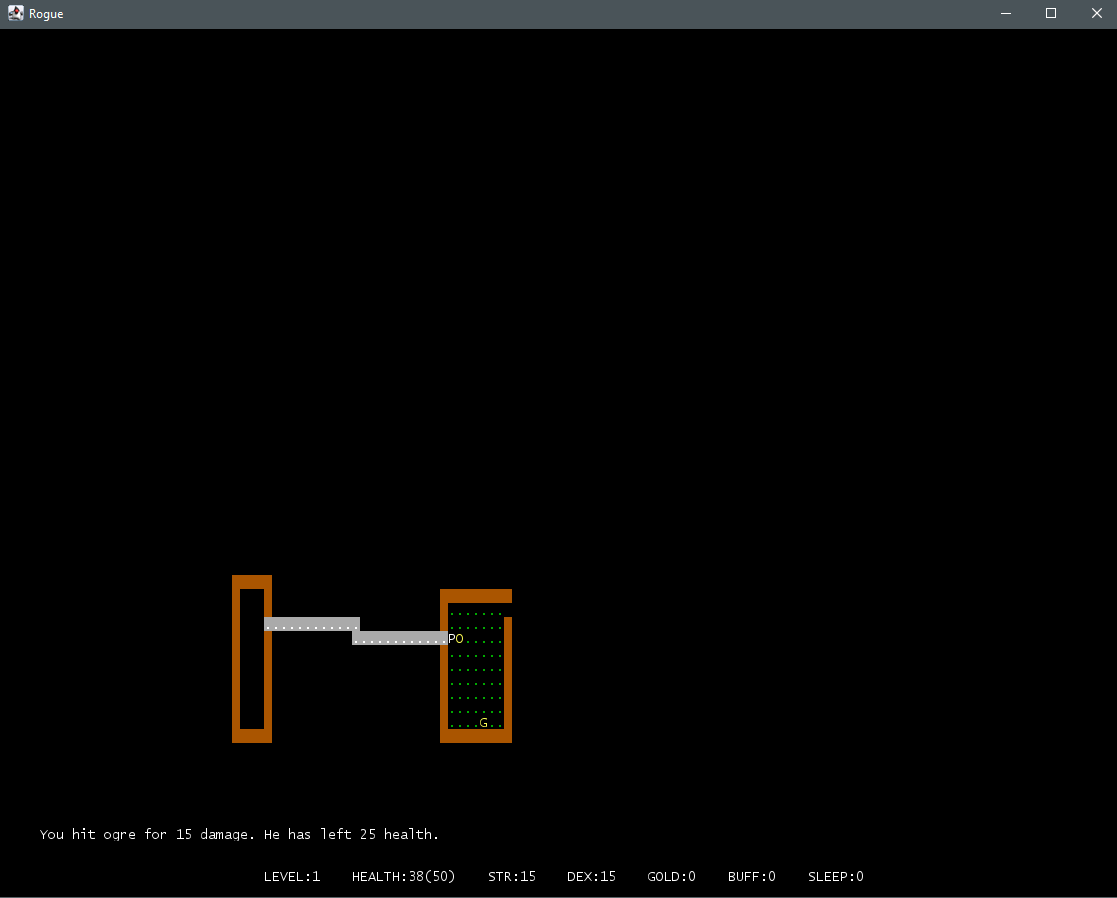 Rogue
............
............PO.....
G
You hit ogre for 15 damage. He has left 25 health.
LEVEL:1 HEALTH:38(50) STR:15 DEX:15 GOLD:0 BUFF:0 SLEEP:0